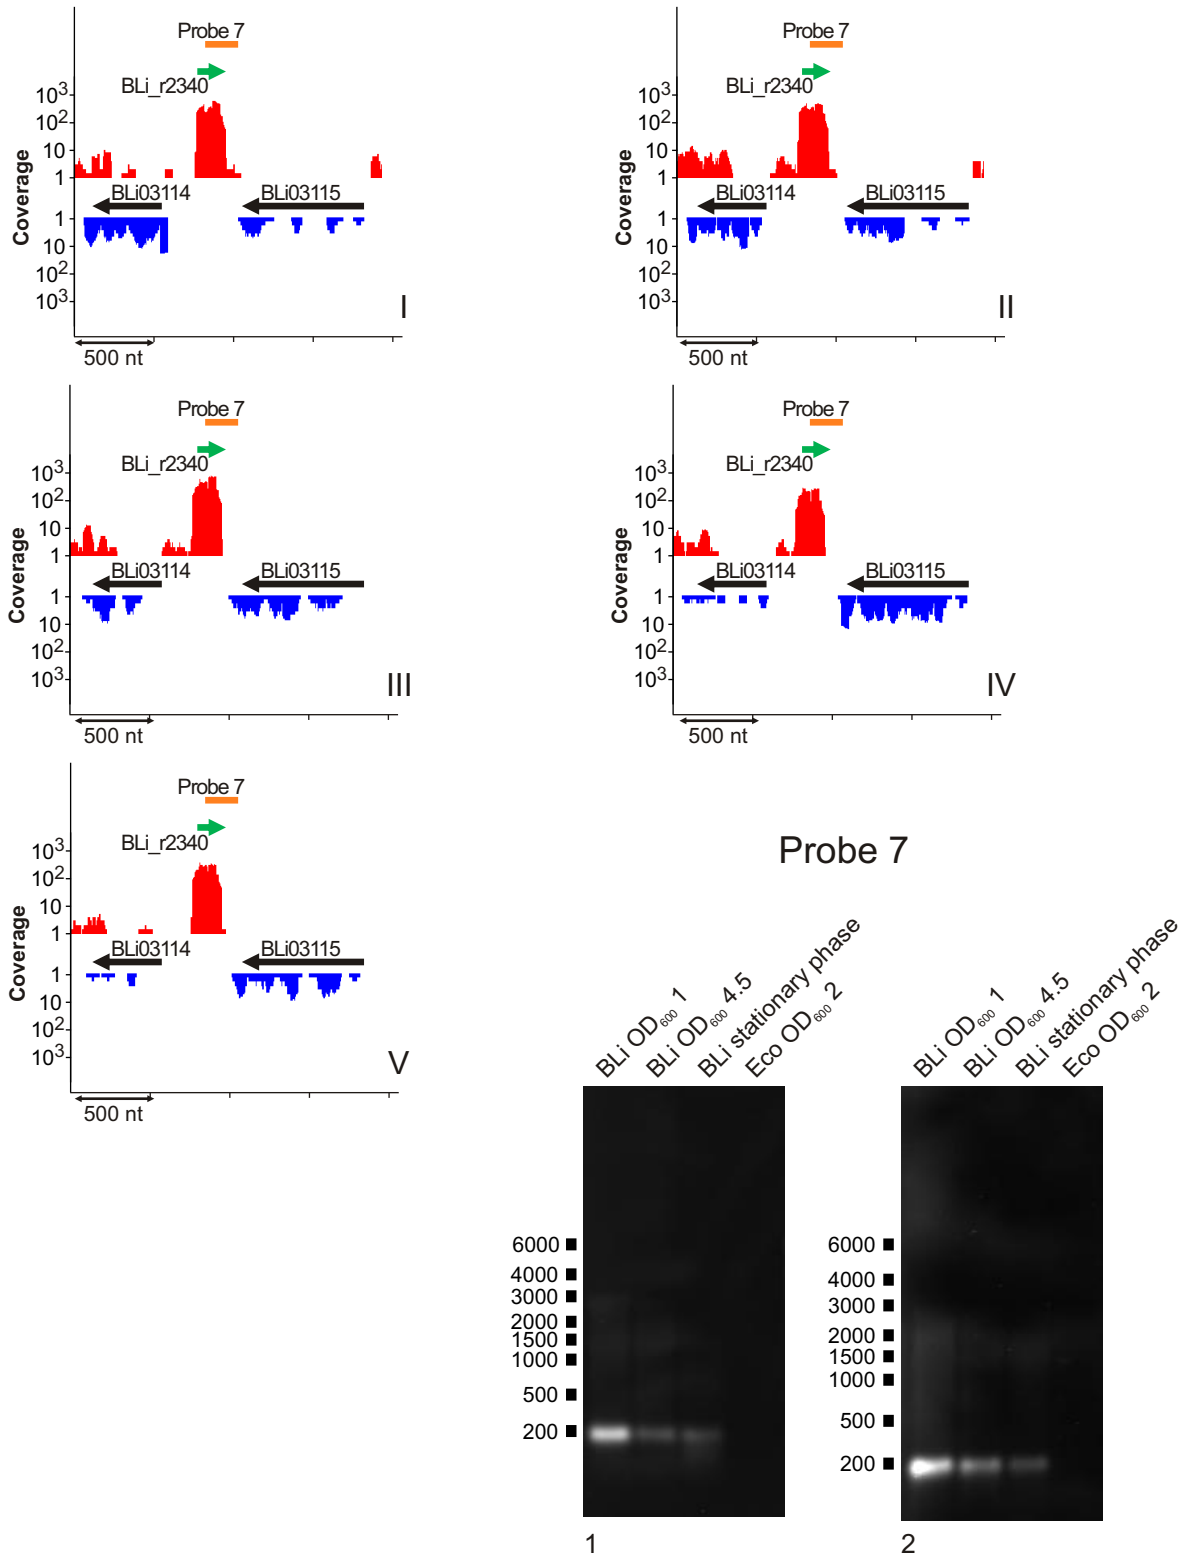 Probe 7
BLi_r2340
10³
10²
10
1
BLi03114
BLi03115
1
10
10²
10³
Coverage
I
500 nt
Probe 7
BLi_r2340
10³
10²
10
1
BLi03114
BLi03115
1
10
10²
10³
Coverage
II
500 nt
Probe 7
BLi_r2340
10³
10²
10
1
BLi03114
BLi03115
1
10
10²
10³
Coverage
III
500 nt
Probe 7
BLi_r2340
10³
10²
10
1
BLi03114
BLi03115
1
10
10²
10³
Coverage
IV
500 nt
Probe 7
BLi_r2340
10³
10²
10
1
BLi03114
BLi03115
1
10
10²
10³
Coverage
V
500 nt
Probe 7
BLi OD₆₀₀ 1
BLi OD₆₀₀ 4.5
BLi stationary phase
Eco OD₆₀₀ 2
6000
4000
3000
2000
1500
1000
500
200
1
BLi OD₆₀₀ 1
BLi OD₆₀₀ 4.5
BLi stationary phase
Eco OD₆₀₀ 2
6000
4000
3000
2000
1500
1000
500
200
2